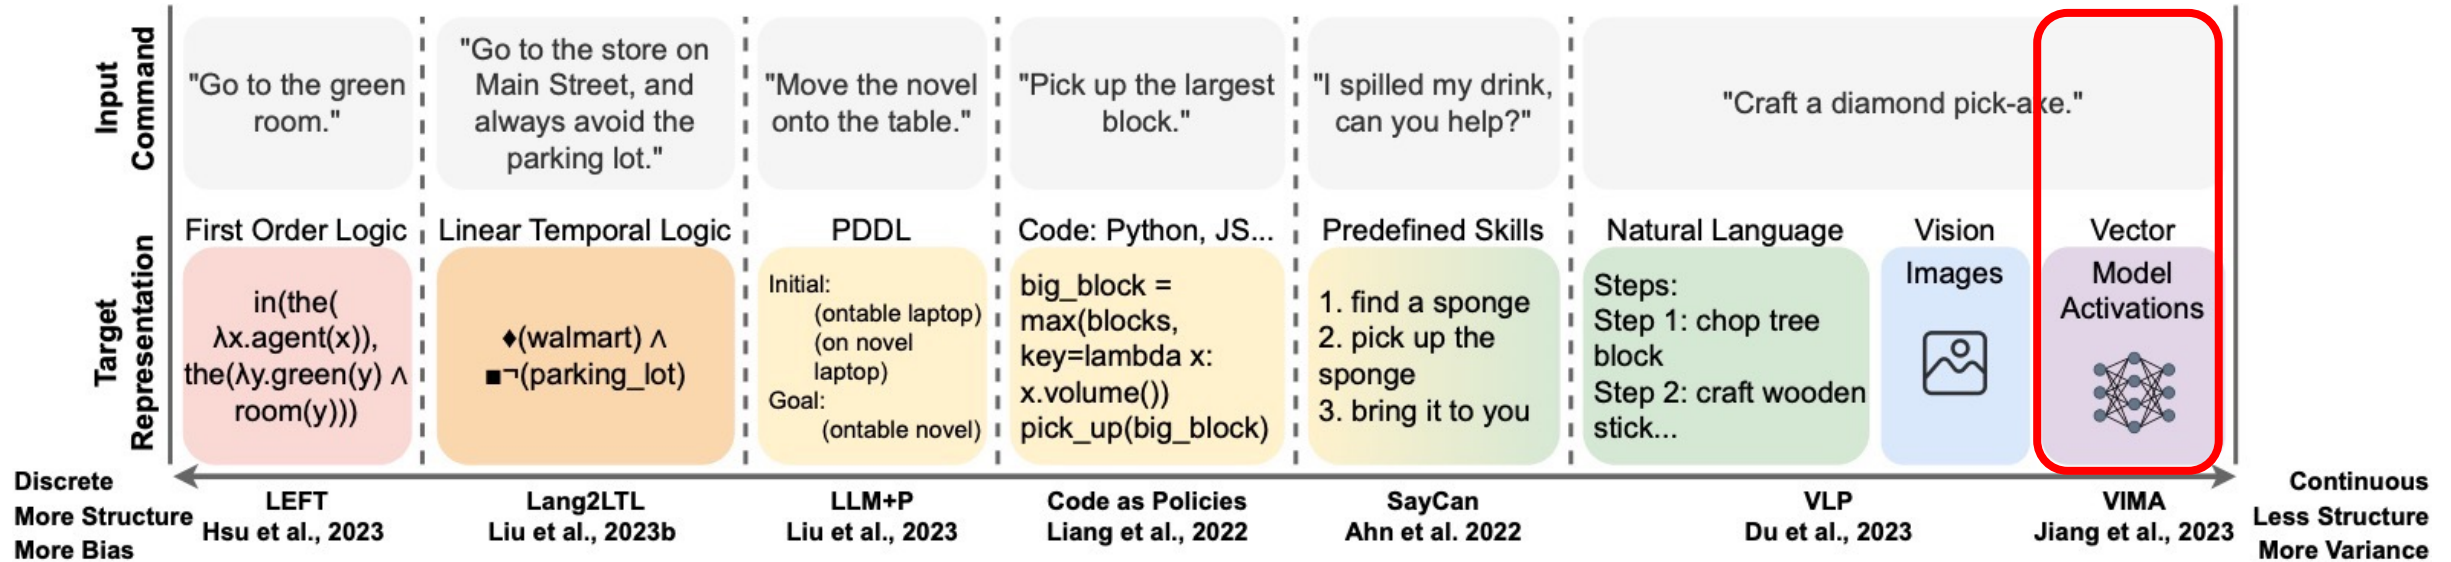 Input
Command
"Go to the green
room."
"Go to the store on
Main Street, and
always avoid the
parking lot."
"Move the novel
onto the table."
"Pick up the largest
block."
"I spilled my drink,
can you help?"
"Craft a diamond pick-axe."
Target
Representation
First Order Logic
in(the(
λx.agent(x)),
the(λy.green(y) ∧
room(y)))
Linear Temporal Logic
♦(walmart) ∧
■¬(parking_lot)
PDDL
Initial:
(ontable laptop)
(on novel
laptop)
Goal:
(ontable novel)
Code: Python, JS...
big_block =
max(blocks,
key=lambda x:
x.volume())
pick_up(big_block)
Predefined Skills
1. find a sponge
2. pick up the
sponge
3. bring it to you
Natural Language
Steps:
Step 1: chop tree
block
Step 2: craft wooden
stick...
Vision
Images
Vector
Model
Activations
Discrete
More Structure
More Bias
LEFT
Hsu et al., 2023
Lang2LTL
Liu et al., 2023b
LLM+P
Liu et al., 2023
Code as Policies
Liang et al., 2022
SayCan
Ahn et al. 2022
VLP
Du et al., 2023
VIMA
Jiang et al., 2023
Continuous
Less Structure
More Variance